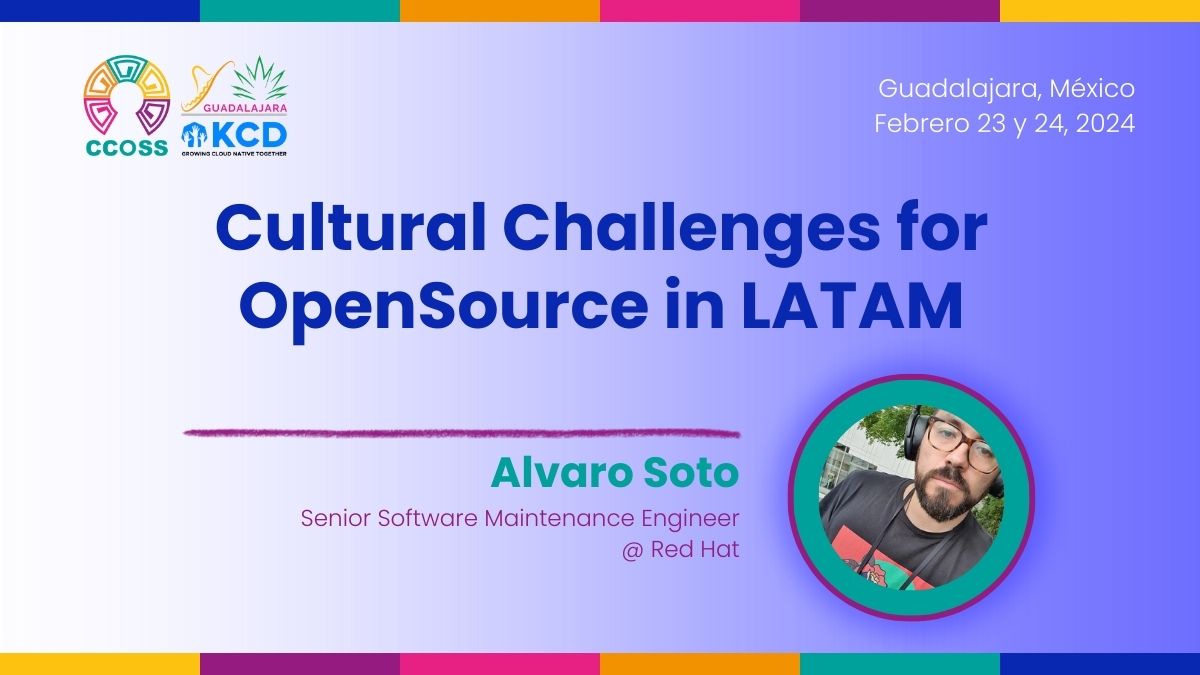 CCOSS
GUADALAJARA
KCD
GROWING CLOUD NATIVE TOGETHER
Guadalajara, México
Febrero 23 y 24, 2024
Cultural Challenges for
OpenSource in LATAM
Alvaro Soto
Senior Software Maintenance Engineer
@ Red Hat